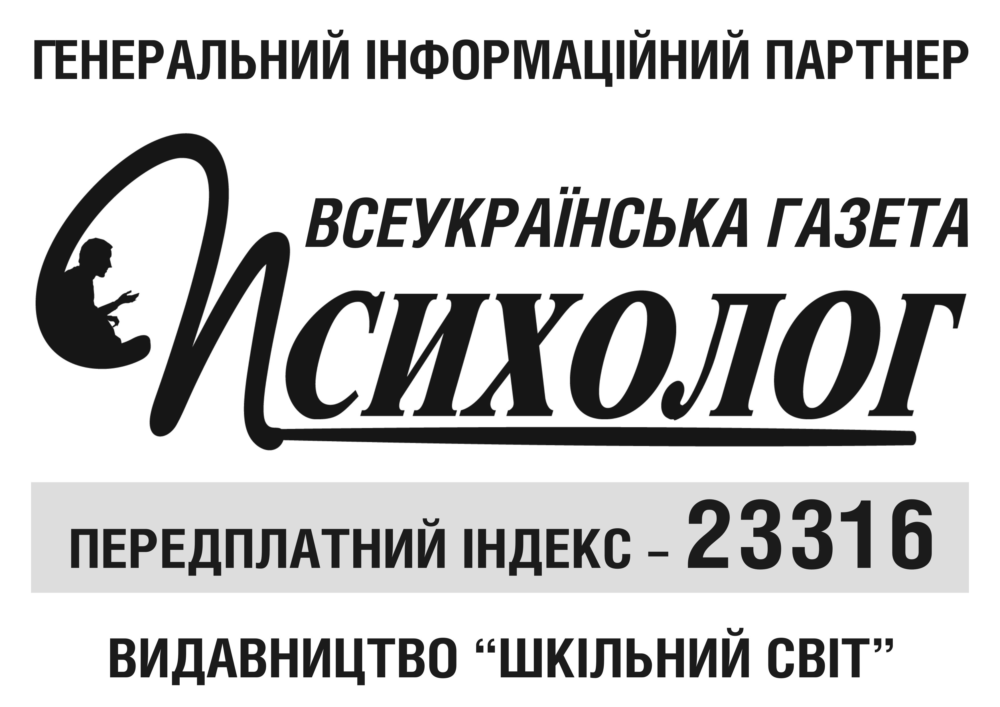 ГЕНЕРАЛЬНИЙ ІНФОРМАЦІЙНИЙ ПАРТНЕР
ВСЕУКРАЇНСЬКА ГАЗЕТА
Психолог
ПЕРЕДПЛАТНИЙ ІНДЕКС – 23316
ВИДАВНИЦТВО “ШКІЛЬНИЙ СВІТ”